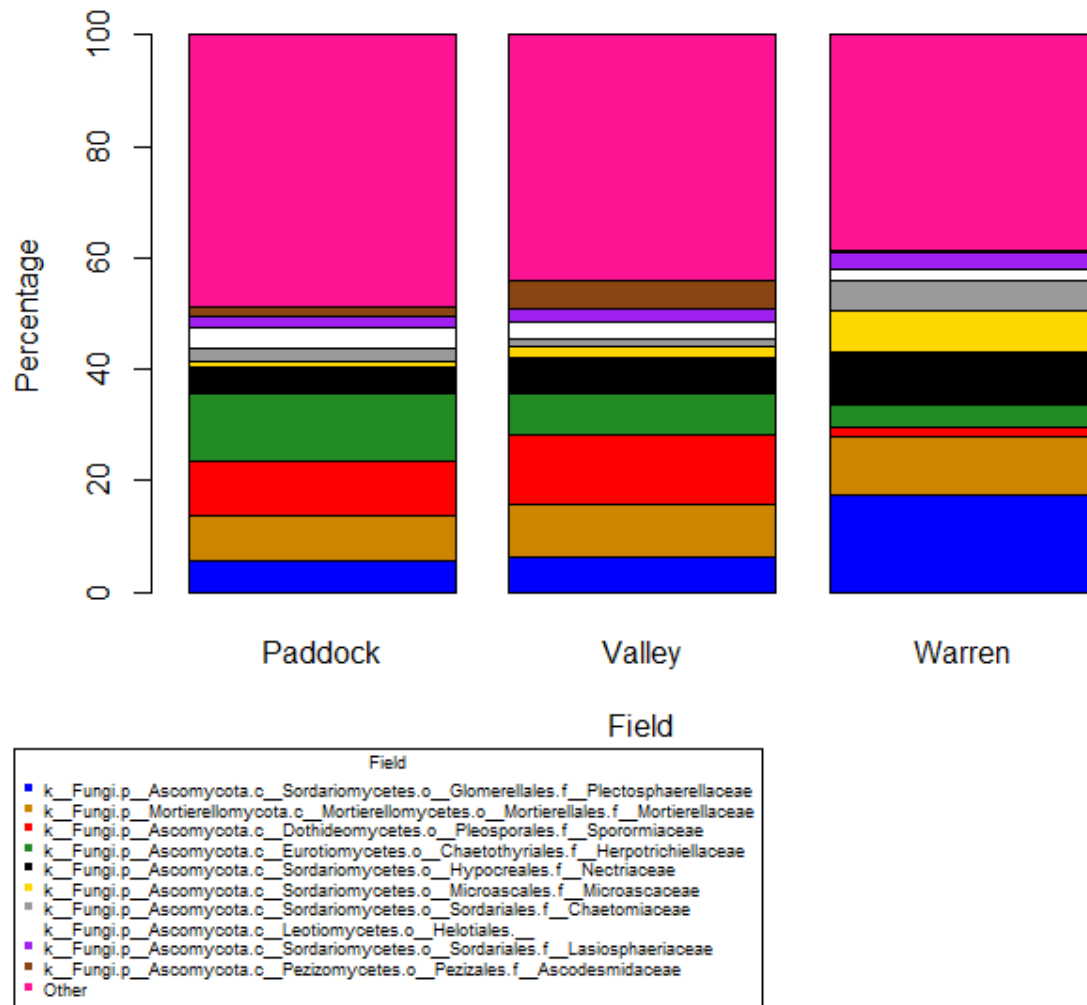 100
80
60
40
20
0
Percentage
Paddock Valley Warren
Field
Field
k__Fungi.p__Ascomycota.c__Sordariomycetes.o__Glomerellales.f__Plectosphaerellaceae
k__Fungi.p__Mortierellomycota.c__Mortierellomycetes.o__Mortierellales.f__Mortierellaceae
k__Fungi.p__Ascomycota.c__Dothideomycetes.o__Pleosporales.f__Sporormiaceae
k__Fungi.p__Ascomycota.c__Eurotiomycetes.o__Chaetothyriales.f__Herpotrichiellaceae
k__Fungi.p__Ascomycota.c__Sordariomycetes.o__Hypocreales.f__Nectriaceae
k__Fungi.p__Ascomycota.c__Sordariomycetes.o__Microascales.f__Microascaceae
k__Fungi.p__Ascomycota.c__Sordariomycetes.o__Sordariales.f__Chaetomiaceae
k__Fungi.p__Ascomycota.c__Leotiomycetes.o__Helotiales.__
k__Fungi.p__Ascomycota.c__Sordariomycetes.o__Sordariales.f__Lasiosphaeriaceae
k__Fungi.p__Ascomycota.c__Pezizomycetes.o__Pezizales.f__Ascodesmidaceae
Other